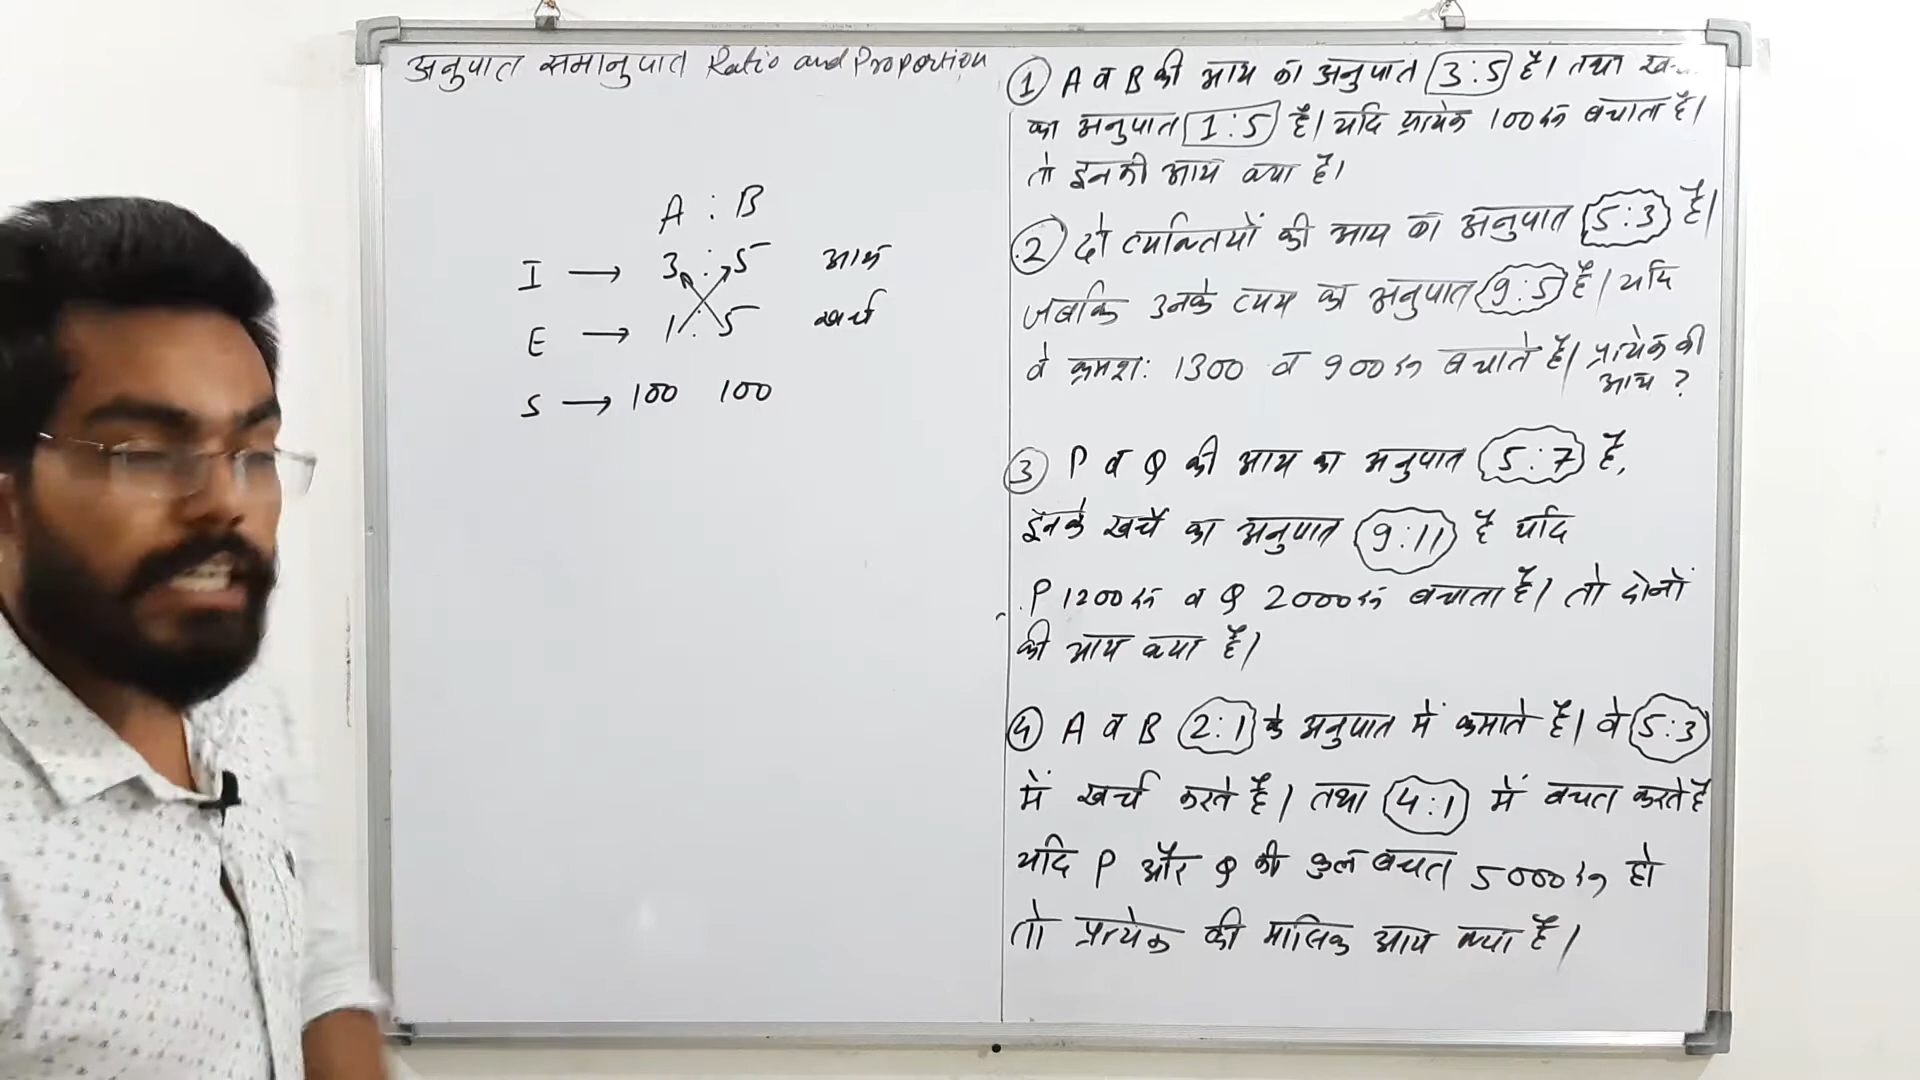 अनुपात समानुपात Ratio and Proportion
A : B
I → 3 : 5 आय
E → 1 : 5 खर्च
S → 100 100
① A व B की आय का अनुपात 3:5 है। तथा
का अनुपात 1:5 है। यदि प्रत्येक 100रु बचाता है।
तो इनकी आय क्या है।
② दो व्यक्तियों की आय का अनुपात 5:3 है।
जबकि उनके व्यय का अनुपात 9:5 है। यदि
वे क्रमशः 1300 व 900रु बचाते है। प्रत्येक की
आय ?
③ P व Q की आय का अनुपात 5:7 है,
इनके खर्चे का अनुपात 9:11 है यदि
P 1200रु व Q 2000रु बचाता है। तो दोनों
की आय क्या है।
④ A व B 2:1 के अनुपात में कमाते है। वे 5:3
में खर्च करते है। तथा 4:1 में बचत करते है
यदि P और Q की कुल बचत 5000रु हो
तो प्रत्येक की मासिक आय क्या है।